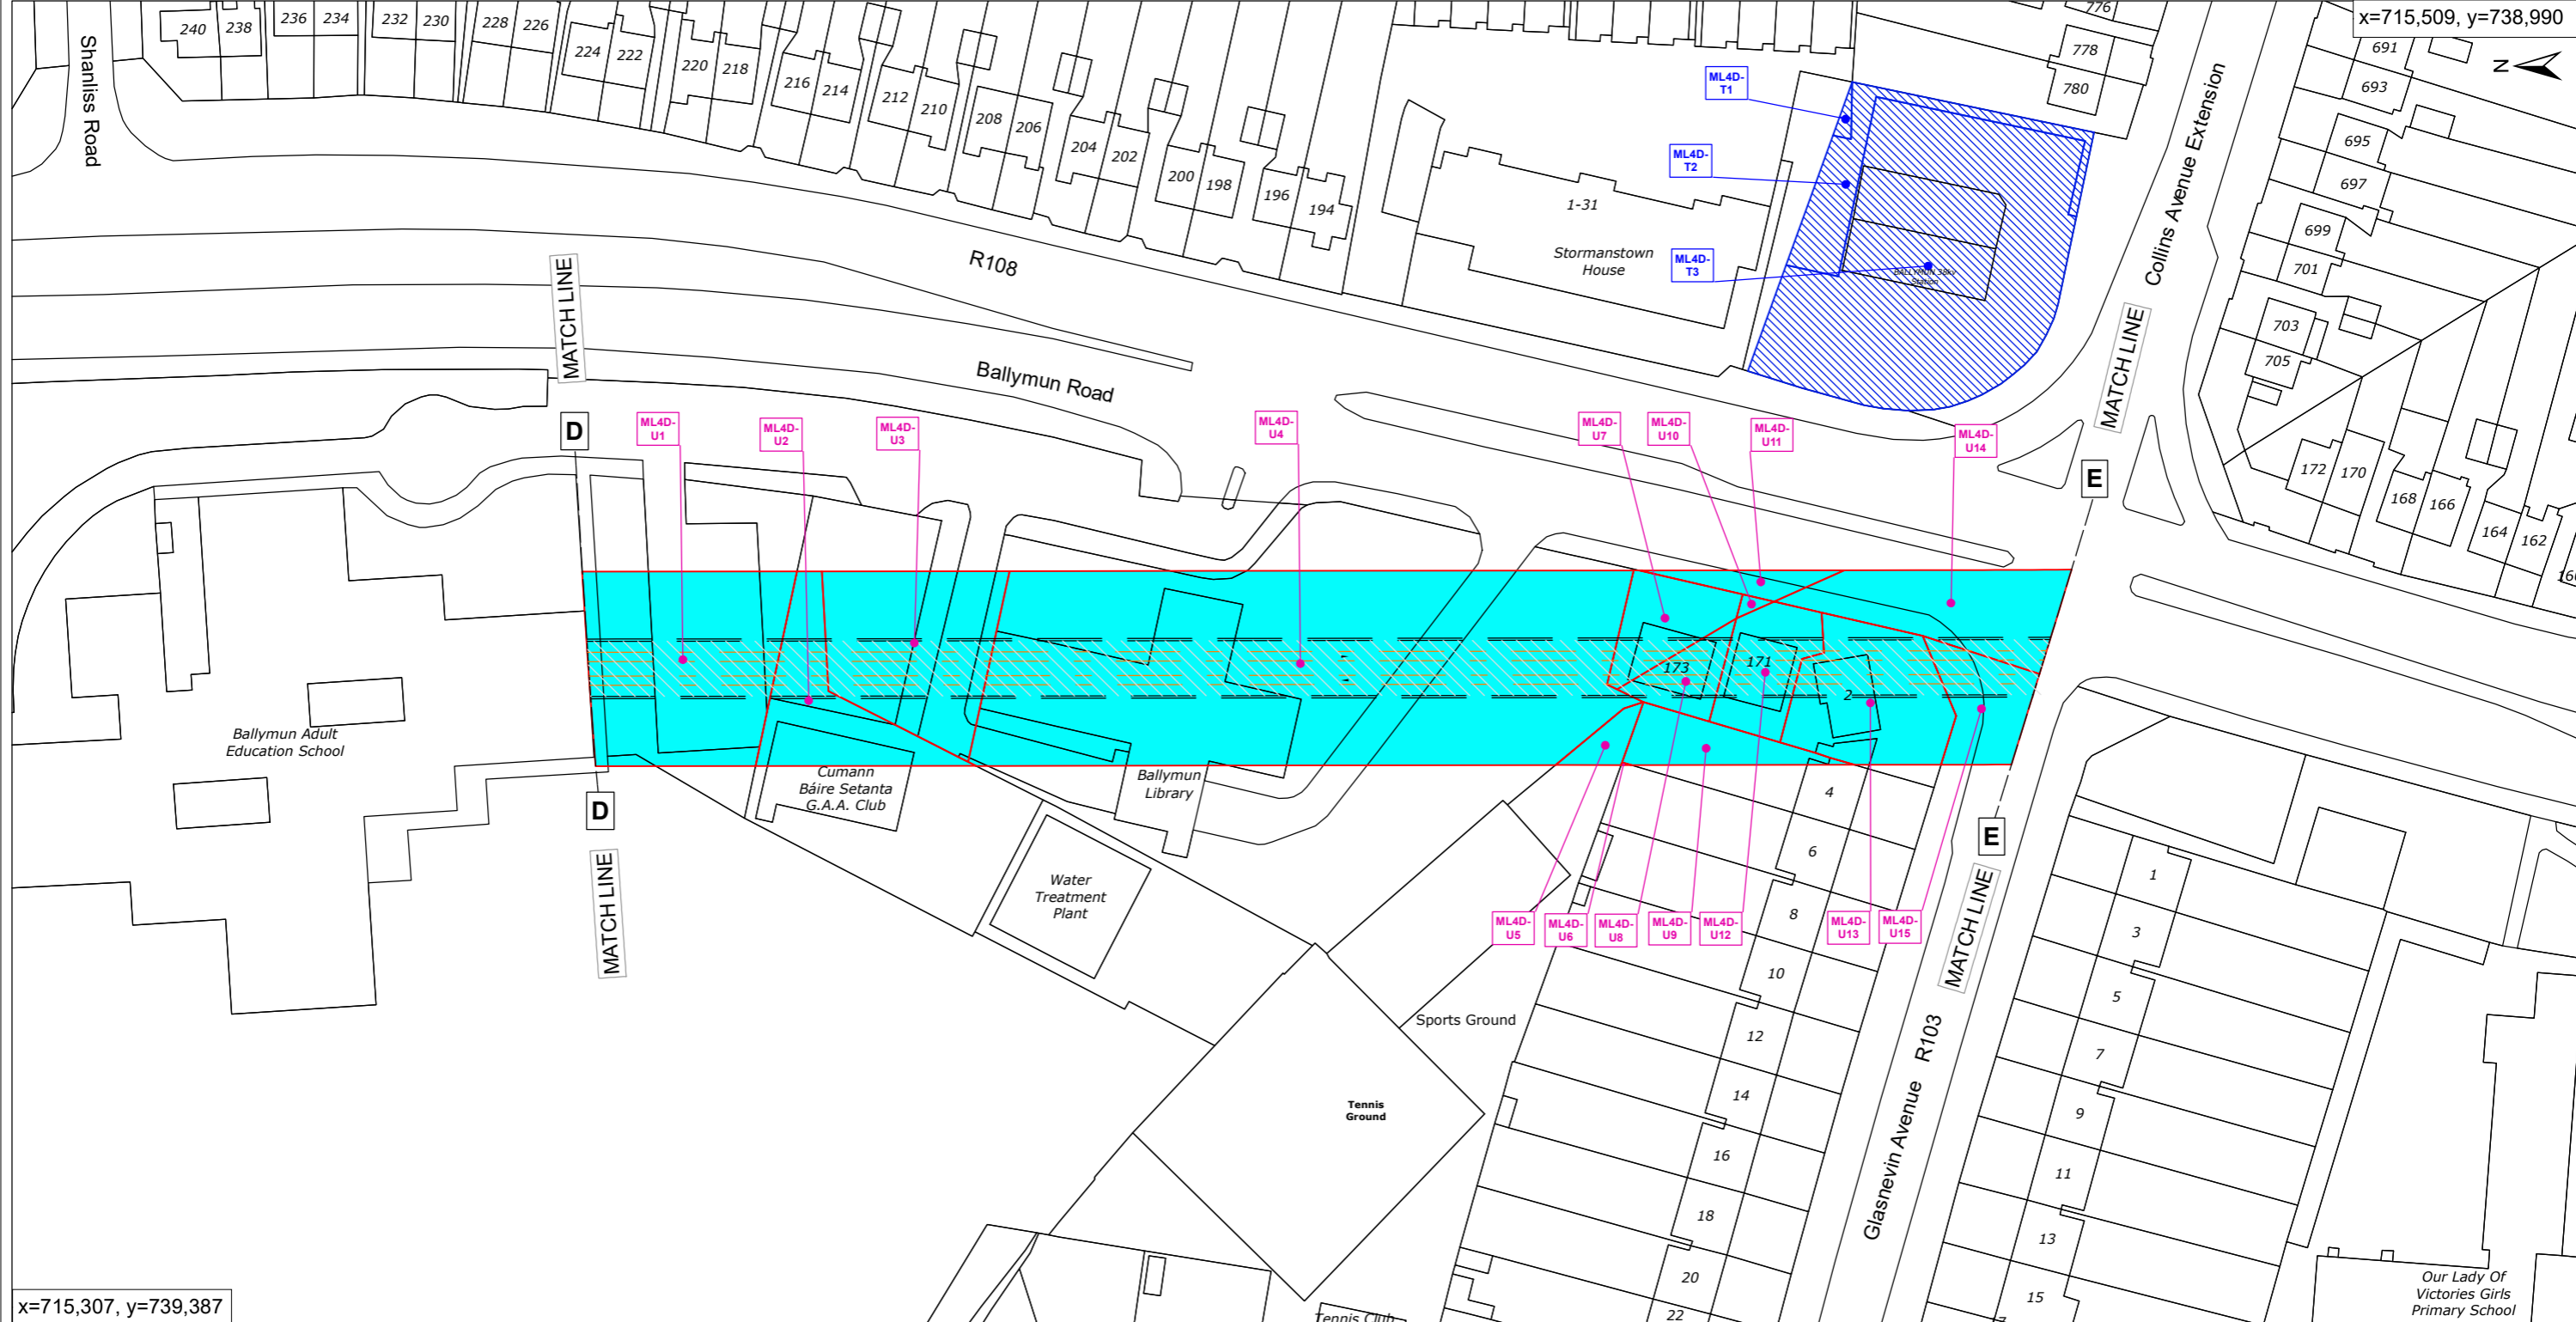 x=715,509, y=738,990
N
Shanliss Road
240
238
236
234
232
230
228
226
224
222
220
218
216
214
212
210
208
206
204
202
200
198
196
194
776
778
780
691
693
695
697
699
701
703
705
172
170
168
166
164
162
R108
Ballymun Road
Collins Avenue Extension
1-31
Stormanstown
House
ML4D-
T1
ML4D-
T2
ML4D-
T3
BALLYMUN 38kv
Station
MATCH LINE
MATCH LINE
D
E
ML4D-
U1
ML4D-
U2
ML4D-
U3
ML4D-
U4
ML4D-
U7
ML4D-
U10
ML4D-
U11
ML4D-
U14
173
171
2
Ballymun Adult
Education School
Cumann
Báire Setanta
G.A.A. Club
Ballymun
Library
D
E
MATCH LINE
MATCH LINE
Water
Treatment
Plant
ML4D-
U5
ML4D-
U6
ML4D-
U8
ML4D-
U9
ML4D-
U12
ML4D-
U13
ML4D-
U15
4
6
8
10
12
14
16
18
20
22
Sports Ground
Tennis
Ground
Tennis Club
Glasnevin Avenue R103
1
3
5
7
9
11
13
15
Our Lady Of
Victories Girls
Primary School
x=715,307, y=739,387